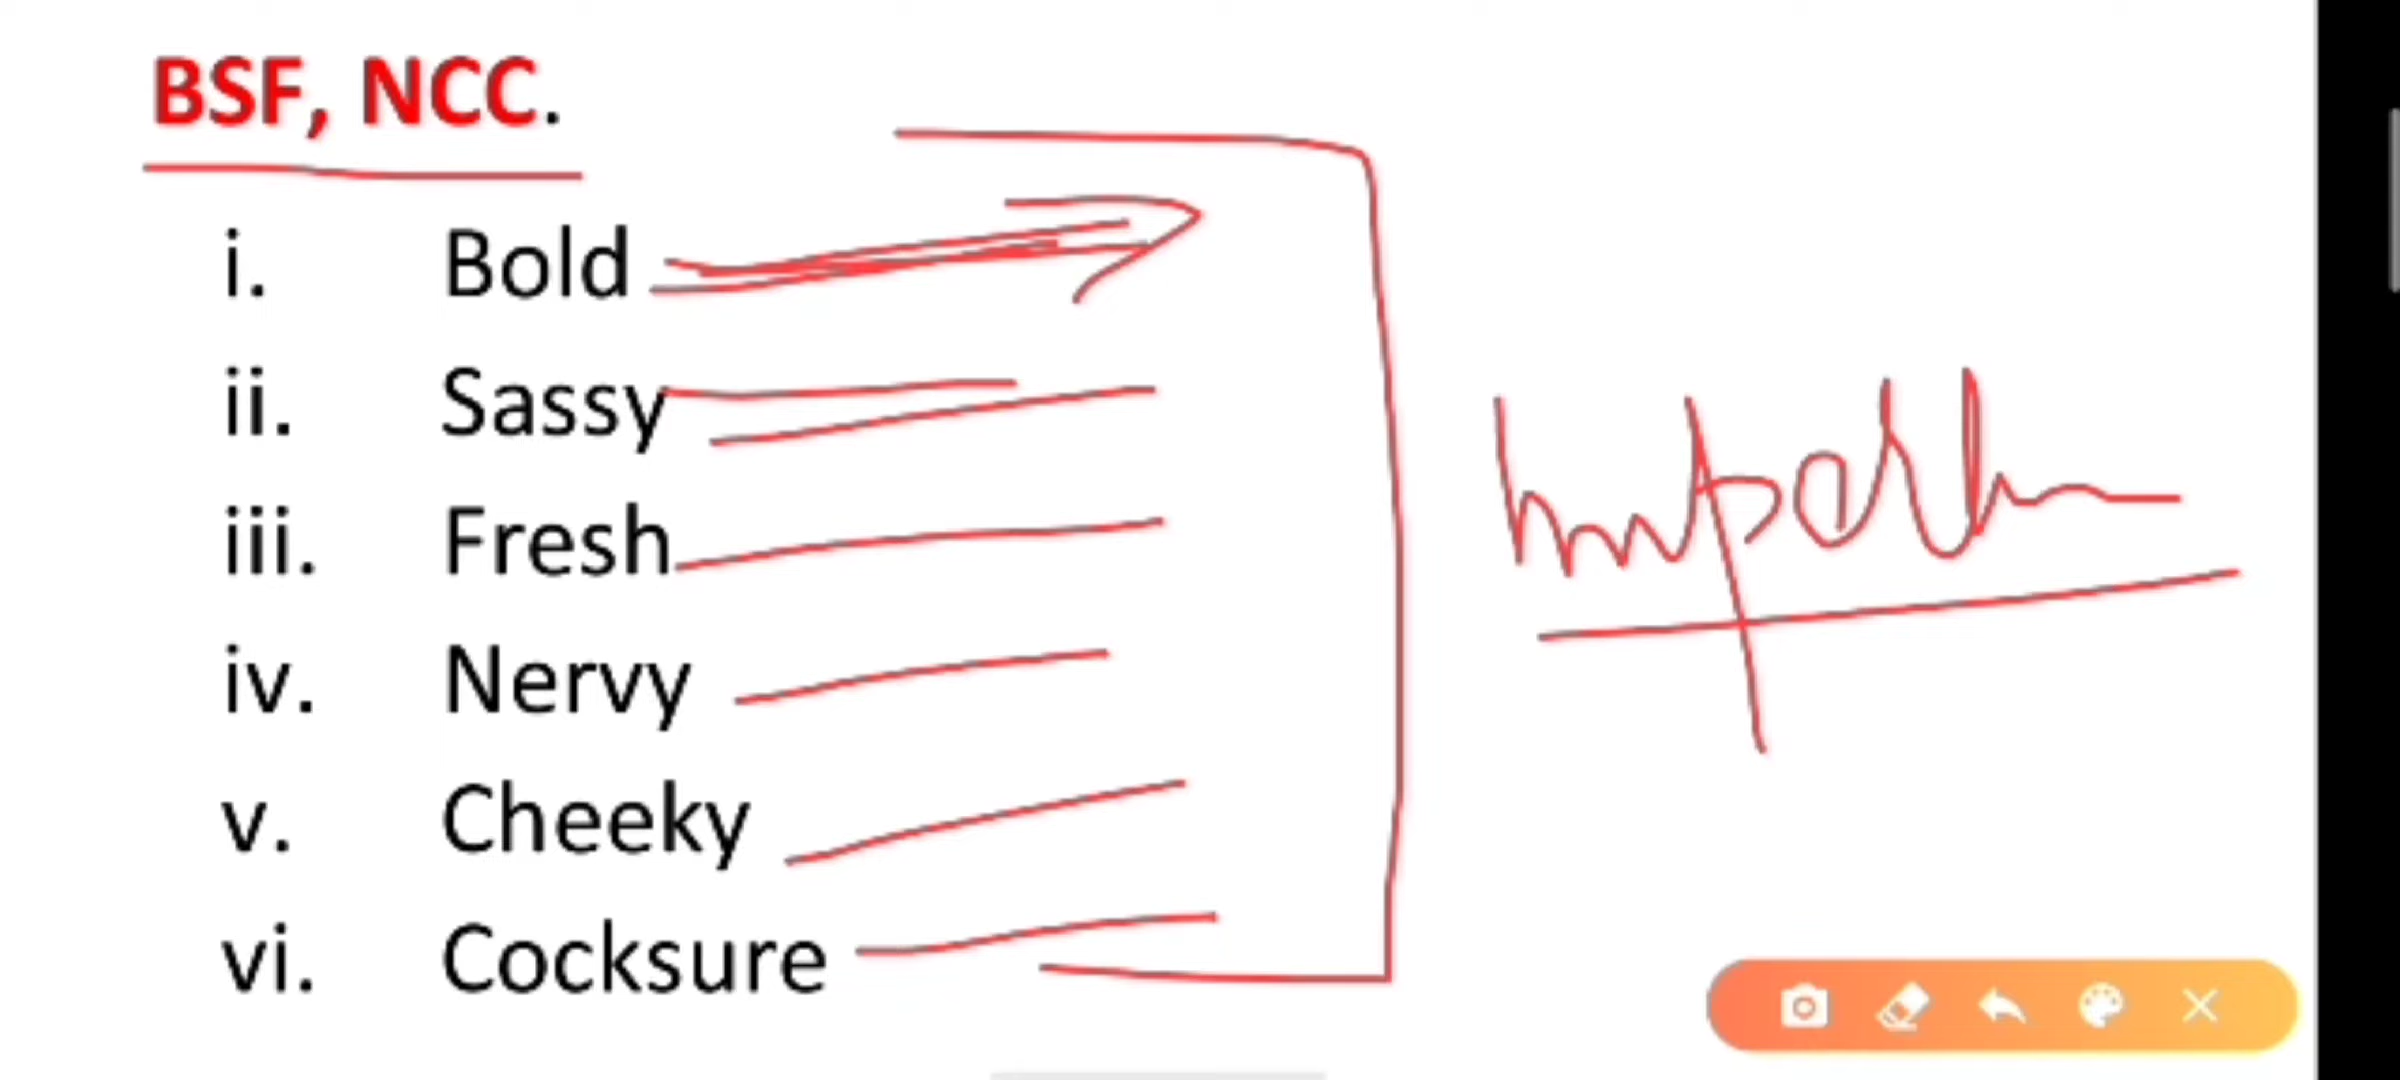 BSF, NCC.
i. Bold
ii. Sassy
iii. Fresh
iv. Nervy
v. Cheeky
vi. Cocksure